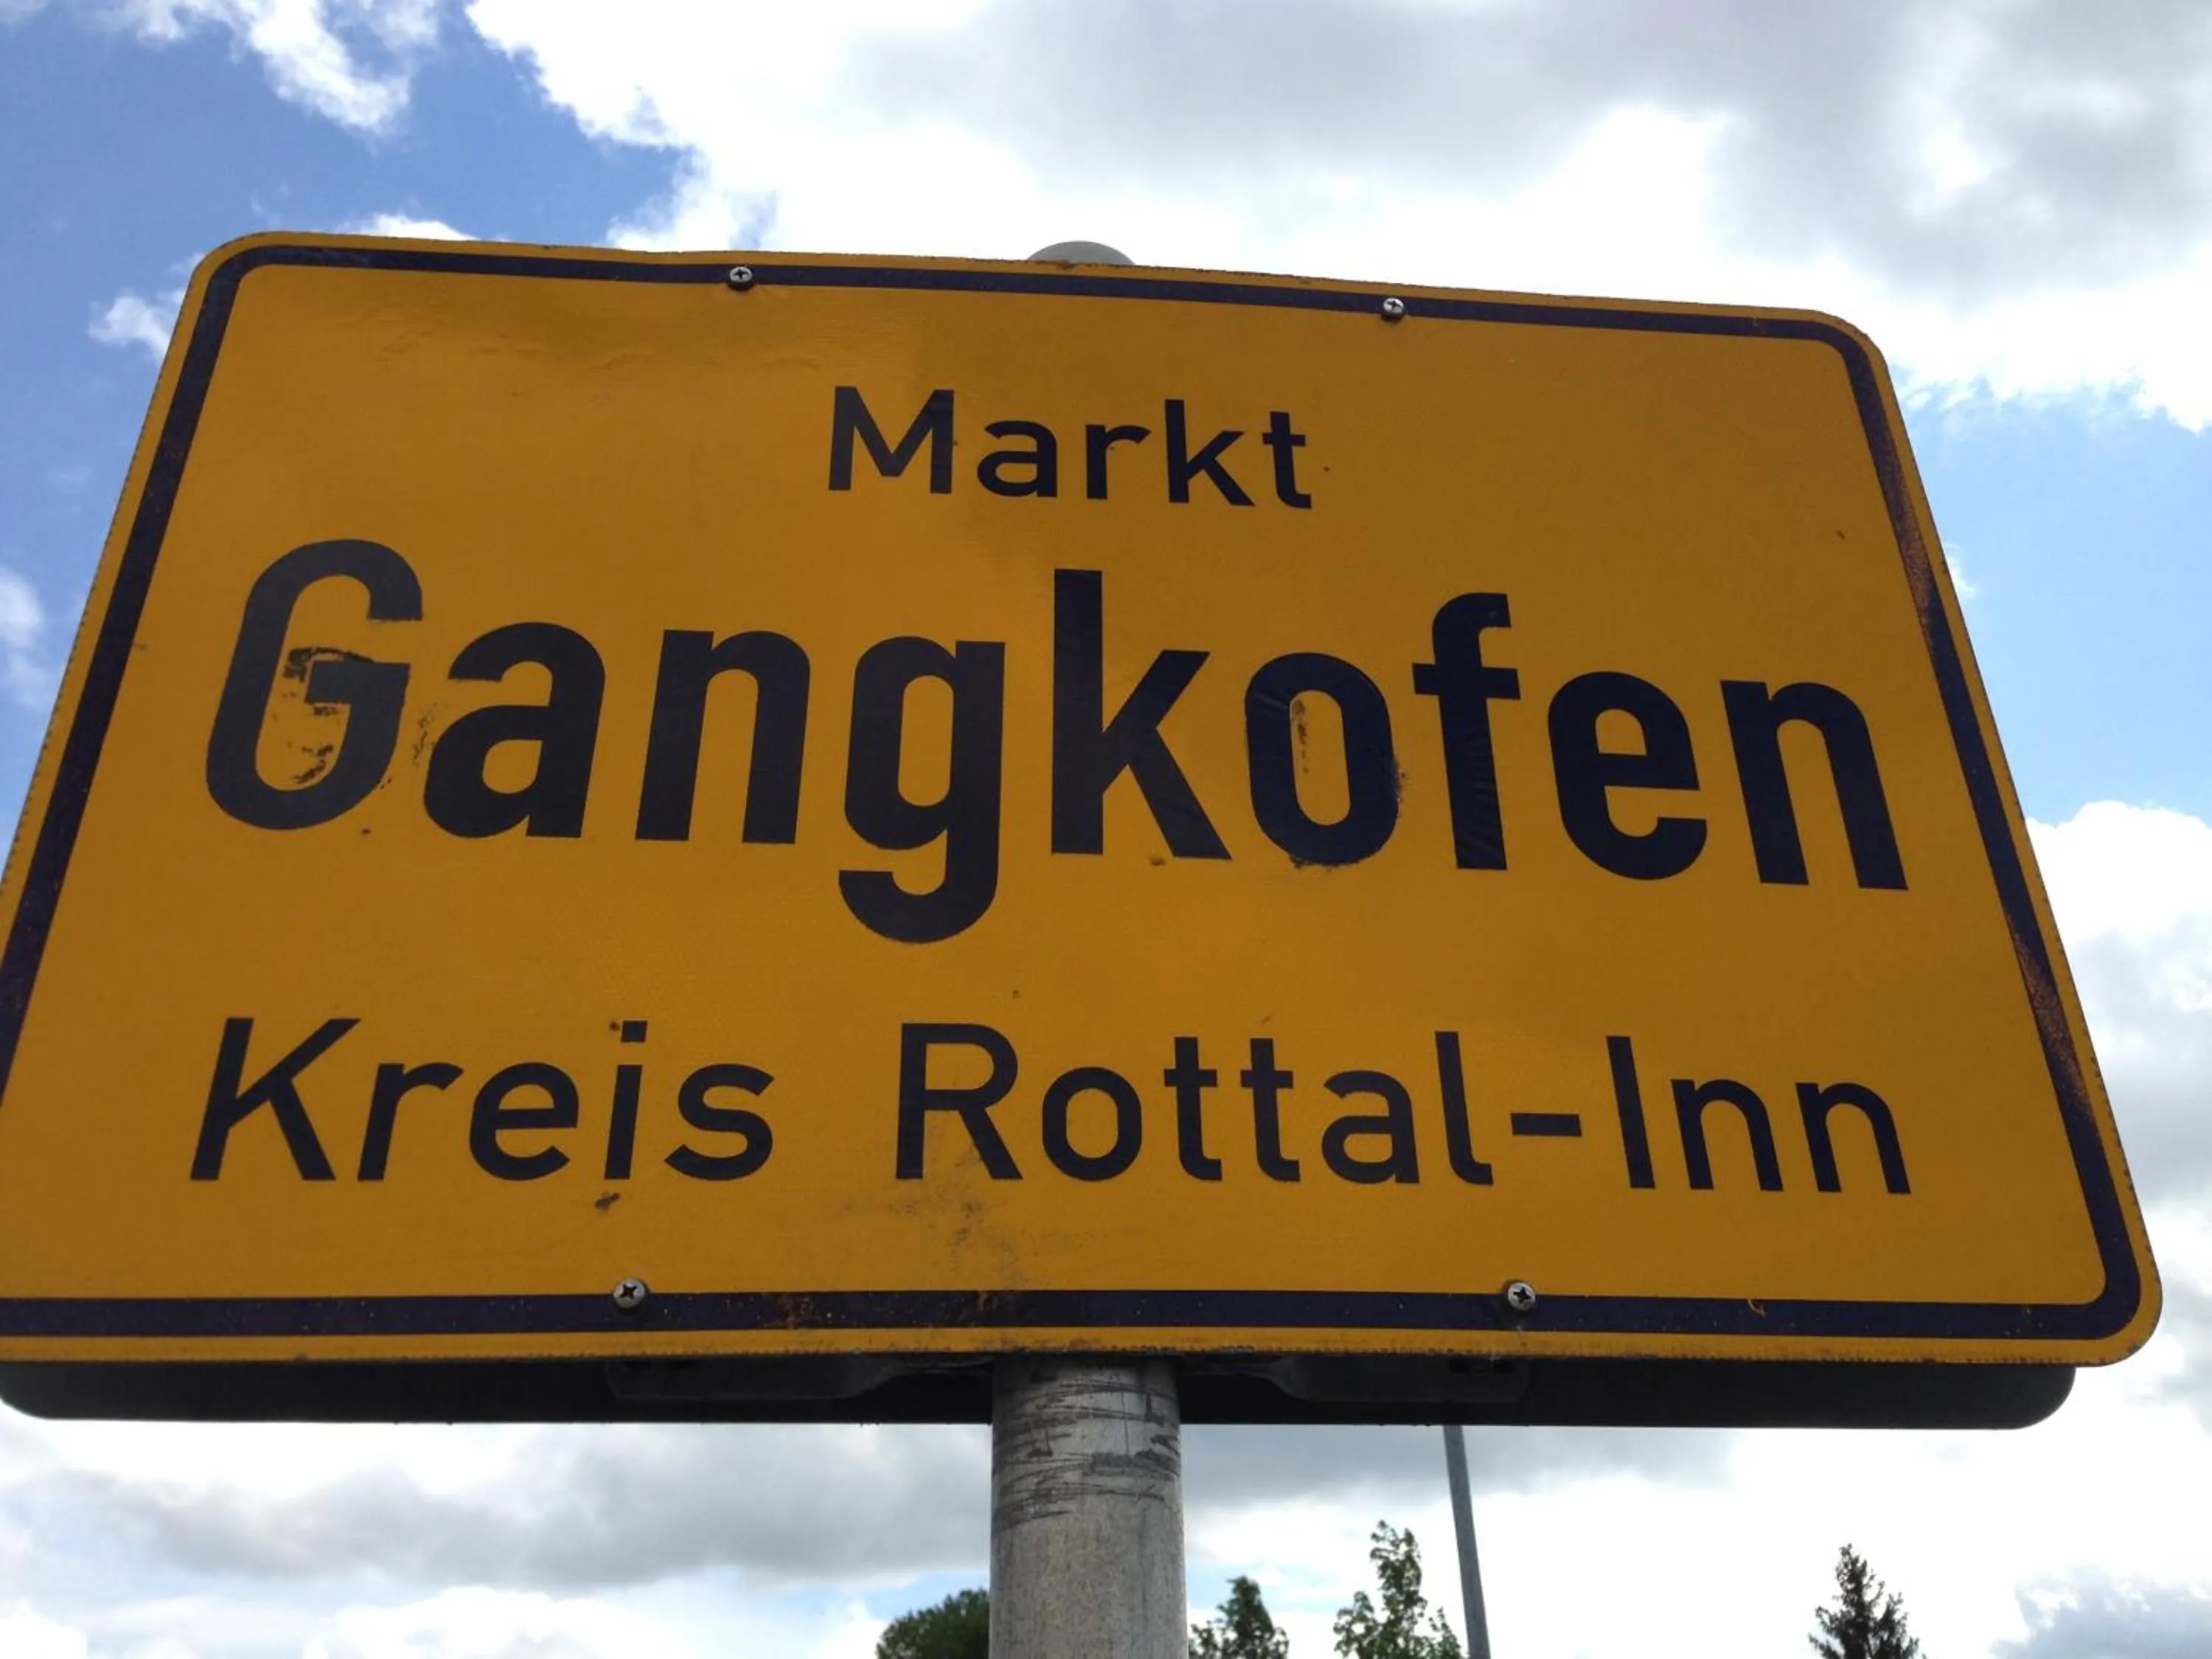 Markt
Gangkofen
Kreis Rottal-Inn